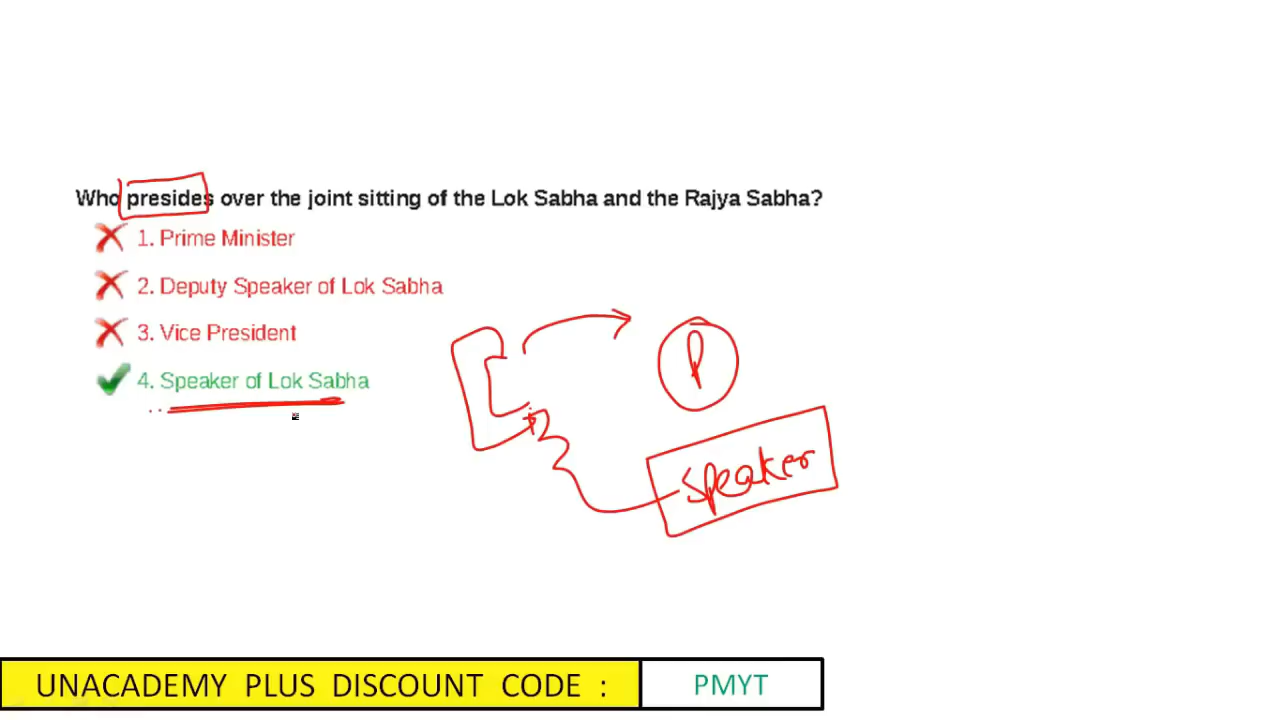 Who presides over the joint sitting of the Lok Sabha and the Rajya Sabha?
1. Prime Minister
2. Deputy Speaker of Lok Sabha
3. Vice President
4. Speaker of Lok Sabha
P
Speaker
UNACADEMY PLUS DISCOUNT CODE : PMYT